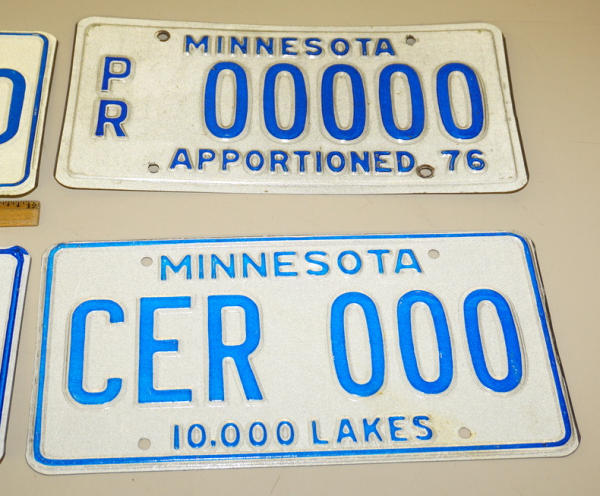 MINNESOTA
PR 00000
APPORTIONED 76
MINNESOTA
CER 000
10.000 LAKES